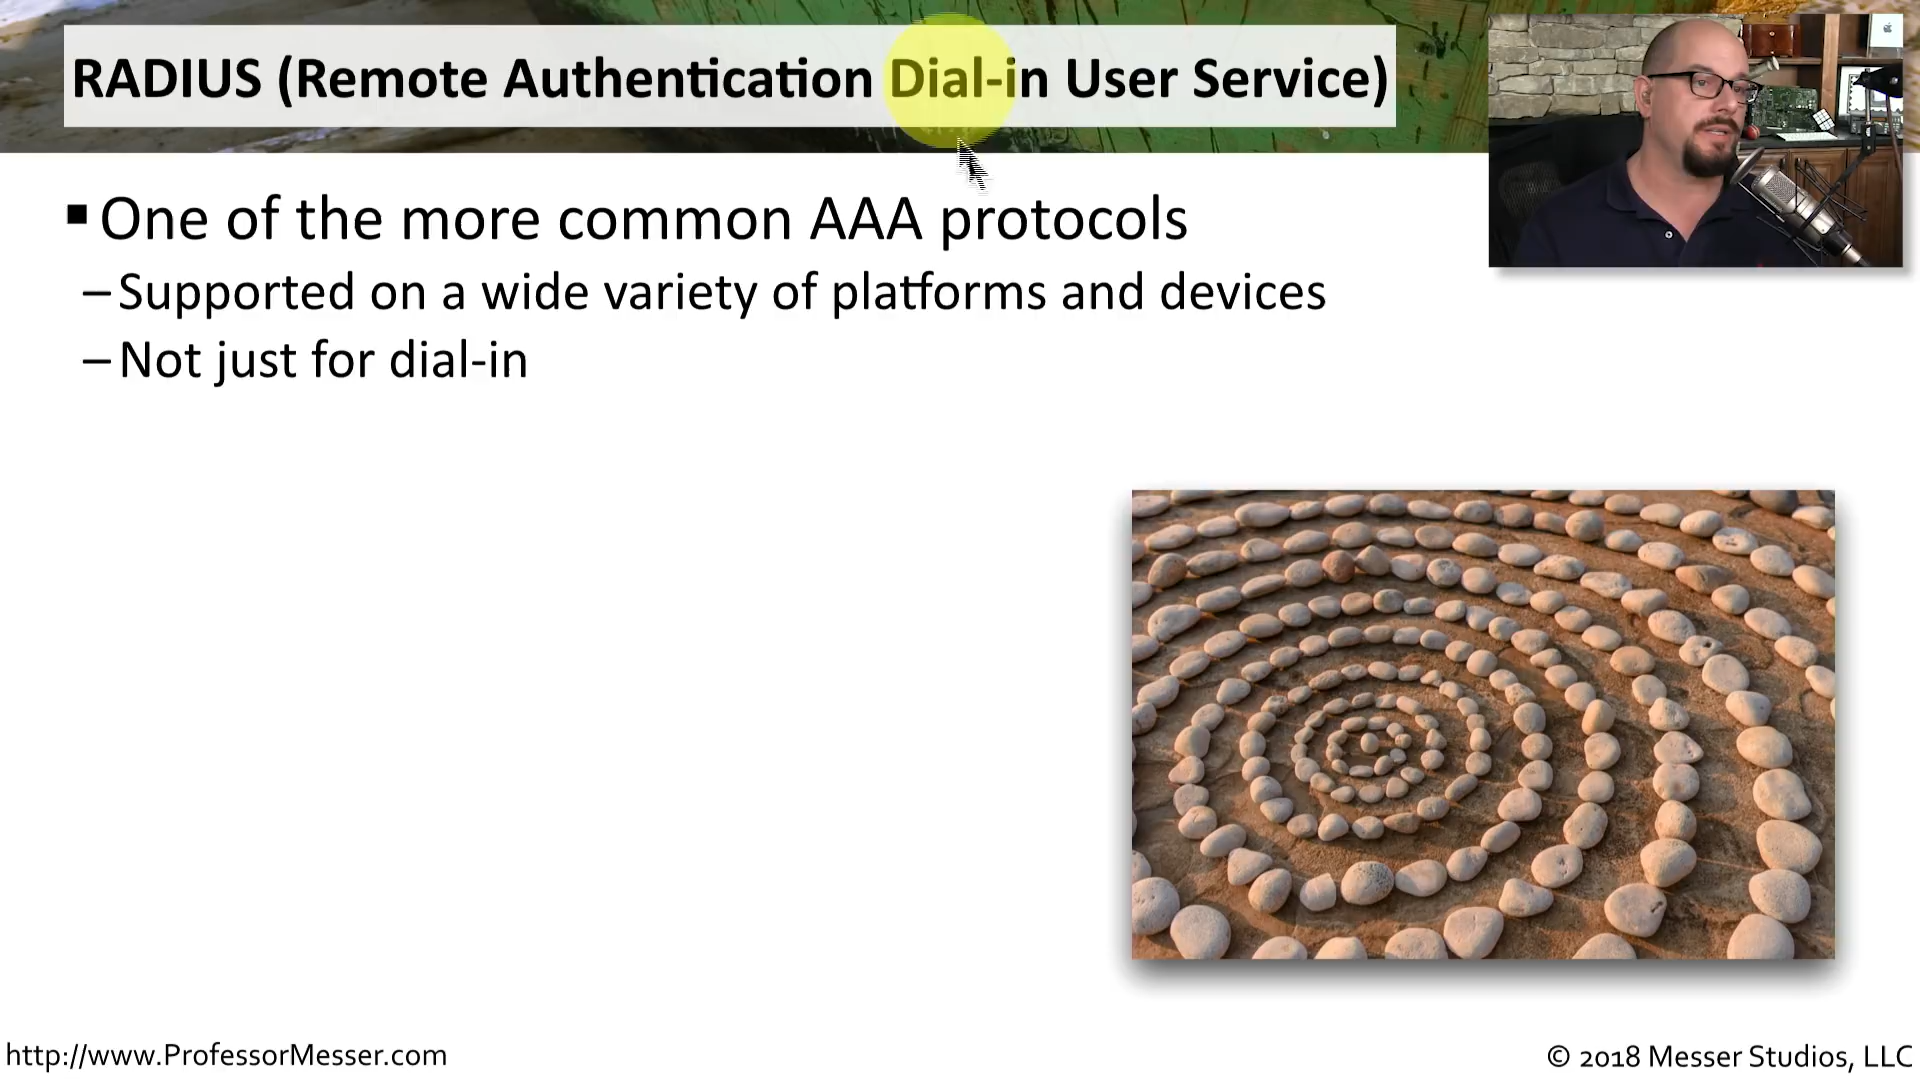 RADIUS (Remote Authentication Dial-in User Service)
▪ One of the more common AAA protocols
– Supported on a wide variety of platforms and devices
– Not just for dial-in
http://www.ProfessorMesser.com
© 2018 Messer Studios, LLC